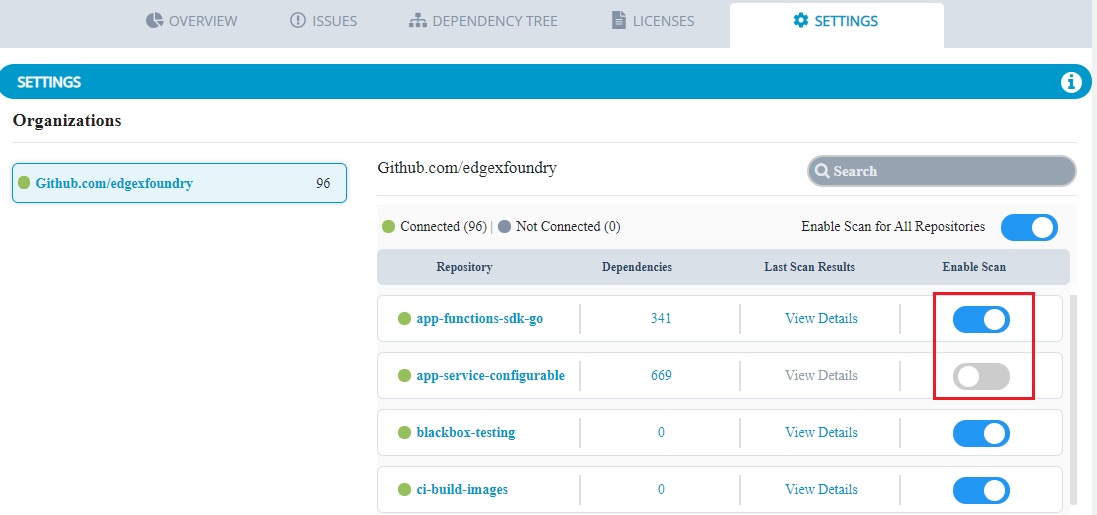 OVERVIEW ISSUES DEPENDENCY TREE LICENSES SETTINGS
SETTINGS
Organizations
Github.com/edgexfoundry 96
Github.com/edgexfoundry Search
Connected (96) | Not Connected (0) Enable Scan for All Repositories
Repository Dependencies Last Scan Results Enable Scan
app-functions-sdk-go 341 View Details
app-service-configurable 669 View Details
blackbox-testing 0 View Details
ci-build-images 0 View Details